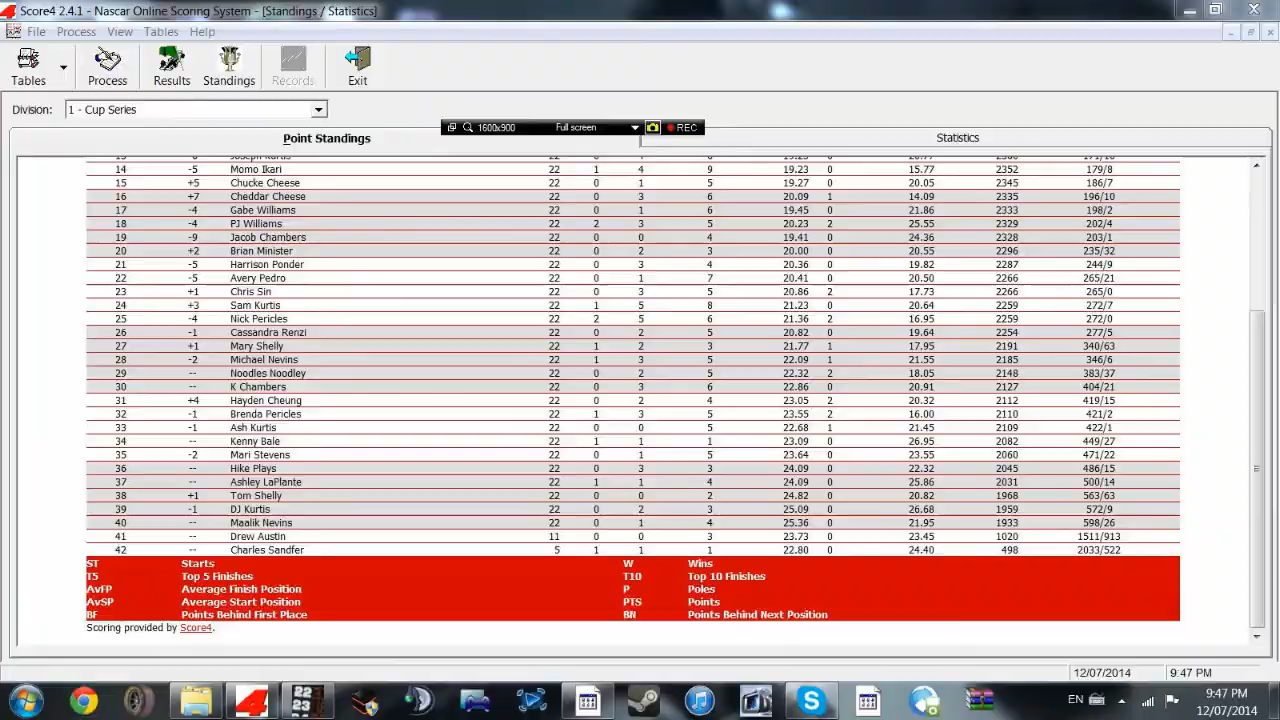 Score4 2.4.1 - Nascar Online Scoring System - [Standings / Statistics]
File Process View Tables Help
Tables Process Results Standings Records Exit
Division: 1 - Cup Series
1600x900 Full screen REC
Point Standings Statistics
14 -5 Momo Ikari 22 1 4 9 19.23 0 15.77 2352 179/8
15 +5 Chucke Cheese 22 0 1 5 19.27 0 20.05 2345 186/7
16 +7 Cheddar Cheese 22 0 3 6 20.09 1 14.09 2335 196/10
17 -4 Gabe Williams 22 0 1 6 19.45 0 21.86 2333 198/2
18 -4 PJ Williams 22 2 3 5 20.23 2 25.55 2329 202/4
19 -9 Jacob Chambers 22 0 0 4 19.41 0 24.36 2328 203/1
20 +2 Brian Minister 22 0 2 3 20.00 0 20.55 2296 235/32
21 -5 Harrison Ponder 22 0 3 4 20.36 0 19.82 2287 244/9
22 -5 Avery Pedro 22 0 1 7 20.41 0 20.50 2266 265/21
23 +1 Chris Sin 22 0 3 5 20.86 2 17.73 2266 265/0
24 +3 Sam Kurtis 22 1 5 8 21.23 0 20.64 2259 272/7
25 -4 Nick Pericles 22 2 5 6 21.36 2 16.95 2259 272/0
26 -1 Cassandra Renzi 22 0 2 5 20.82 0 19.64 2254 277/5
27 +1 Mary Shelly 22 1 2 3 21.77 1 17.95 2191 340/63
28 -2 Michael Nevins 22 1 3 5 22.09 1 21.55 2185 346/6
29 -- Noodles Noodley 22 0 2 5 22.32 2 18.05 2148 383/37
30 -- K Chambers 22 0 3 6 22.86 0 20.91 2127 404/21
31 +4 Hayden Cheung 22 0 2 4 23.05 2 20.32 2112 419/15
32 -1 Brenda Pericles 22 1 3 5 23.55 2 16.00 2110 421/2
33 -1 Ash Kurtis 22 0 0 5 22.68 1 21.45 2109 422/1
34 -- Kenny Bale 22 1 1 1 23.09 0 26.95 2082 449/27
35 -2 Mari Stevens 22 0 1 5 23.64 0 23.55 2060 471/22
36 -- Hike Plays 22 0 3 3 24.09 0 22.32 2045 486/15
37 -- Ashley LaPlante 22 1 1 4 24.09 0 25.86 2031 500/14
38 +1 Tom Shelly 22 0 0 2 24.82 0 20.82 1968 563/63
39 -1 DJ Kurtis 22 0 2 3 25.09 0 26.68 1959 572/9
40 -- Maalik Nevins 22 0 1 4 25.36 0 21.95 1933 598/26
41 -- Drew Austin 11 0 0 3 23.73 0 23.45 1020 1511/913
42 -- Charles Sandfer 5 1 1 1 22.80 0 24.40 498 2033/522
ST Starts W Wins
T5 Top 5 Finishes T10 Top 10 Finishes
AvFP Average Finish Position P Poles
AvSP Average Start Position PTS Points
BF Points Behind First Place BN Points Behind Next Position
Scoring provided by Score4.
12/07/2014 9:47 PM
EN 9:47 PM
12/07/2014